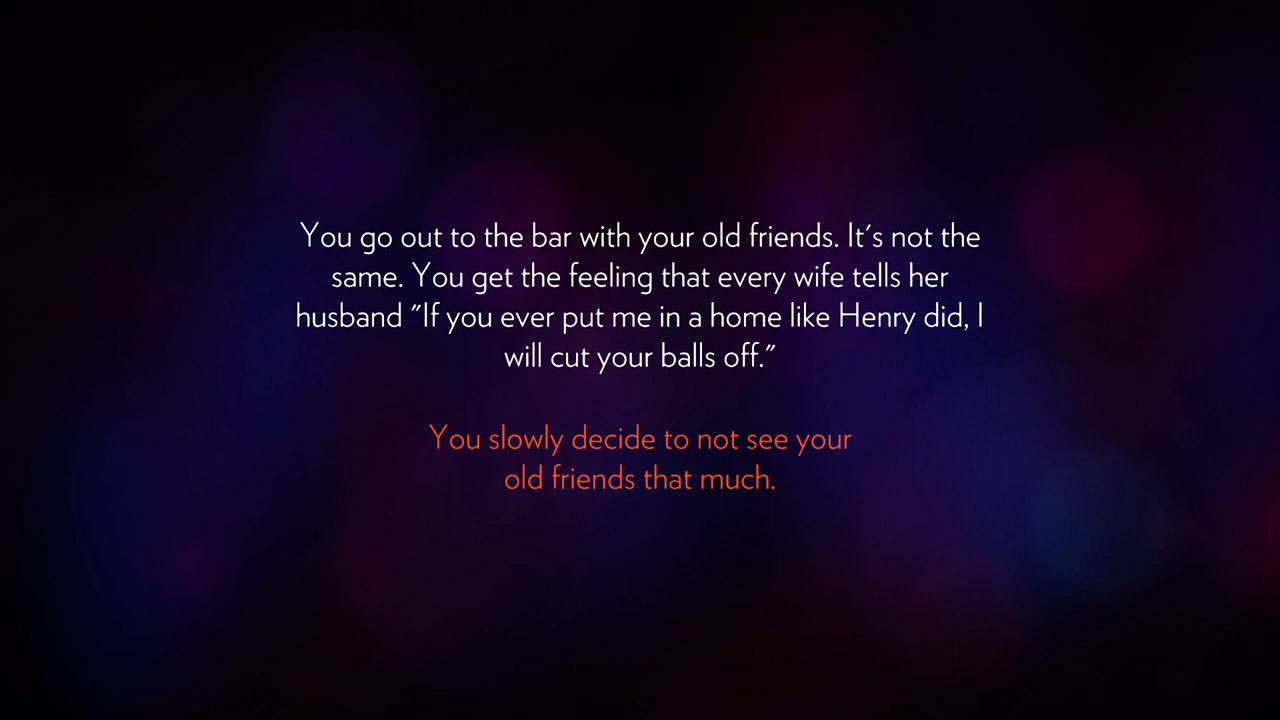 You go out to the bar with your old friends. It's not the
same. You get the feeling that every wife tells her
husband "If you ever put me in a home like Henry did, I
will cut your balls off."
You slowly decide to not see your
old friends that much.